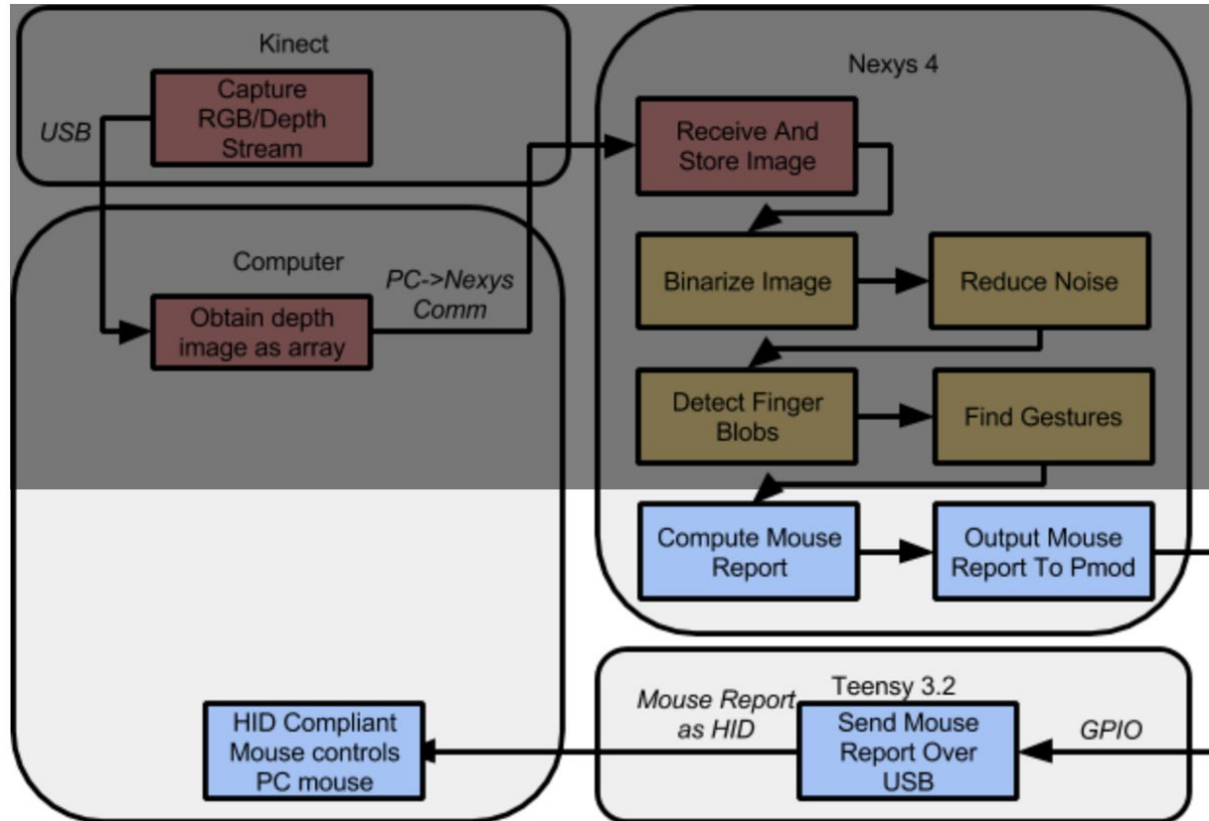 Kinect
Capture
RGB/Depth
Stream
USB
Computer
Obtain depth
image as array
PC->Nexys
Comm
Nexys 4
Receive And
Store Image
Binarize Image
Reduce Noise
Detect Finger
Blobs
Find Gestures
Compute Mouse
Report
Output Mouse
Report To Pmod
GPIO
Teensy 3.2
Send Mouse
Report Over
USB
Mouse Report
as HID
HID Compliant
Mouse controls
PC mouse